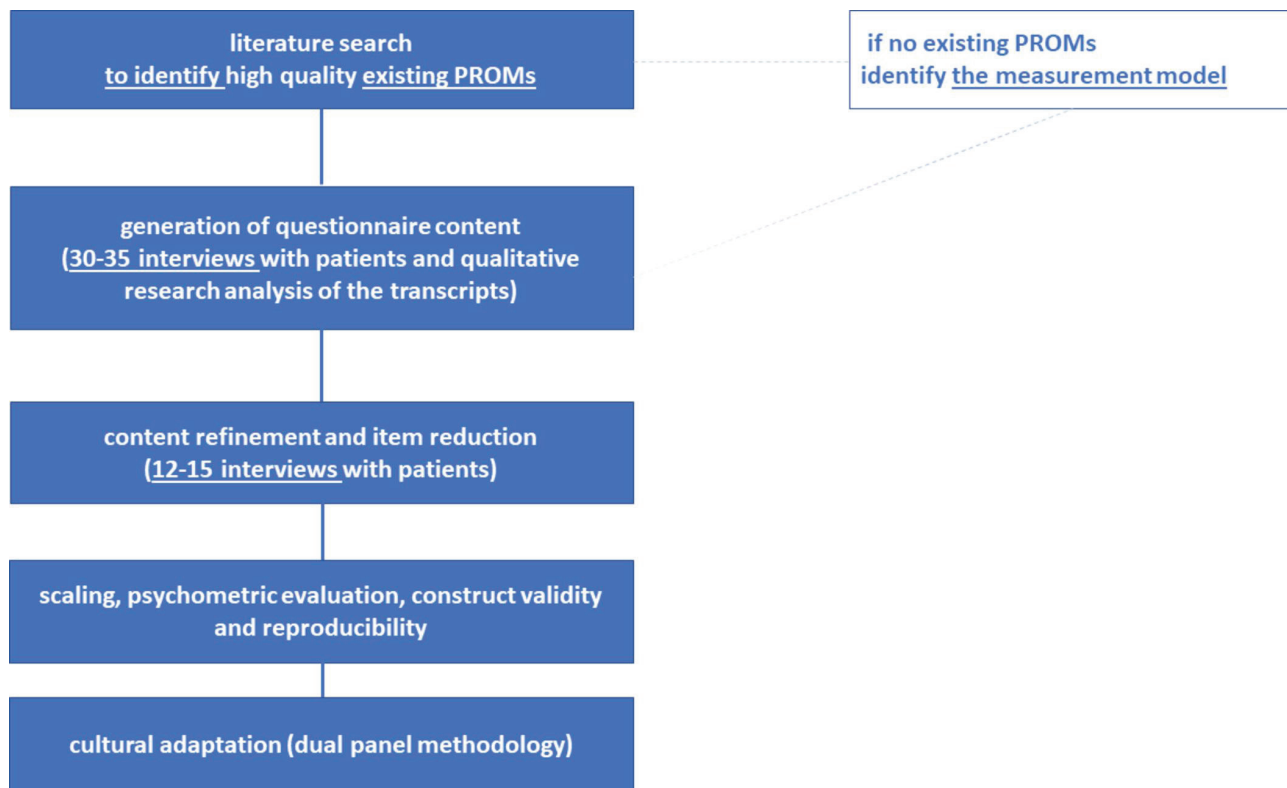 literature search
to identify high quality existing PROMs
if no existing PROMs
identify the measurement model
generation of questionnaire content
(30-35 interviews with patients and qualitative
research analysis of the transcripts)
content refinement and item reduction
(12-15 interviews with patients)
scaling, psychometric evaluation, construct validity
and reproducibility
cultural adaptation (dual panel methodology)